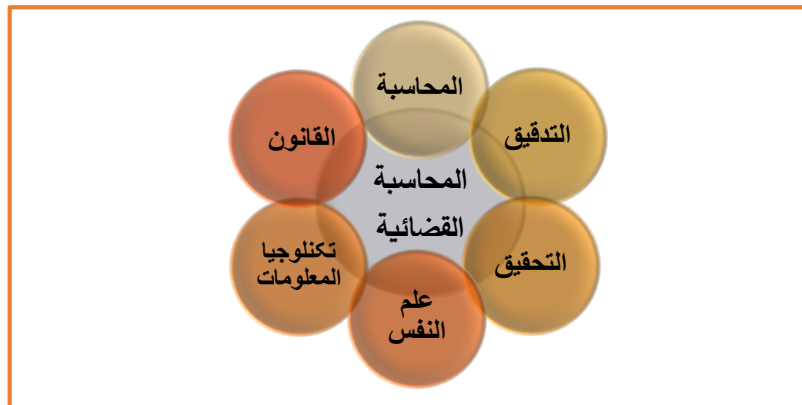 المحاسبة
التدقيق
القانون
المحاسبة
القضائية
التحقيق
تكنلوجيا
المعلومات
علم
النفس